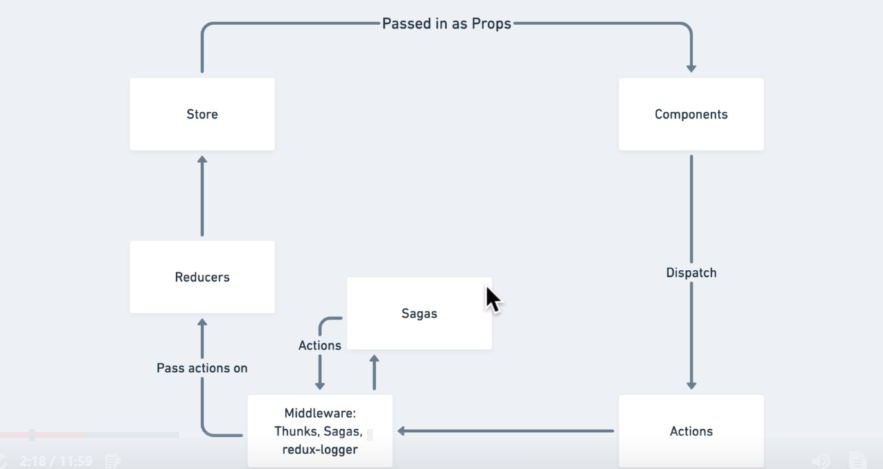 Passed in as Props
Store
Components
Reducers
Dispatch
Sagas
Actions
Pass actions on
Middleware:
Thunks, Sagas,
redux-logger
Actions
2:18 / 11:59